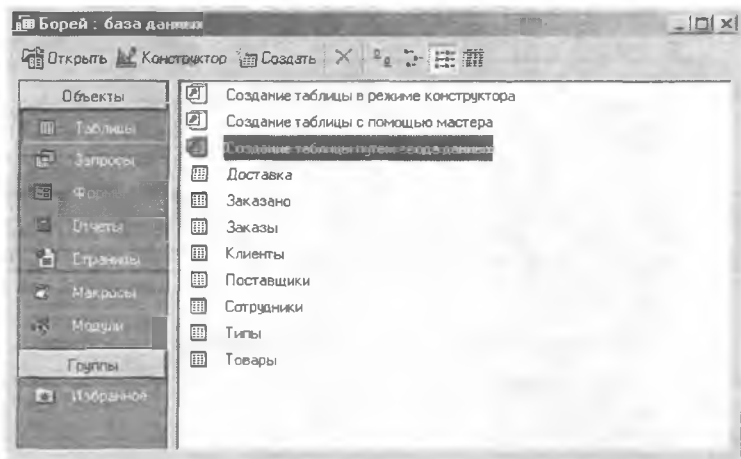 Борей : база данных
Открыть Конструктор Создать
Объекты
Таблицы
Запросы
Формы
Отчеты
Страницы
Макросы
Модули
Группы
Избранное
Создание таблицы в режиме конструктора
Создание таблицы с помощью мастера
Создание таблицы путем ввода данных
Доставка
Заказано
Заказы
Клиенты
Поставщики
Сотрудники
Типы
Товары